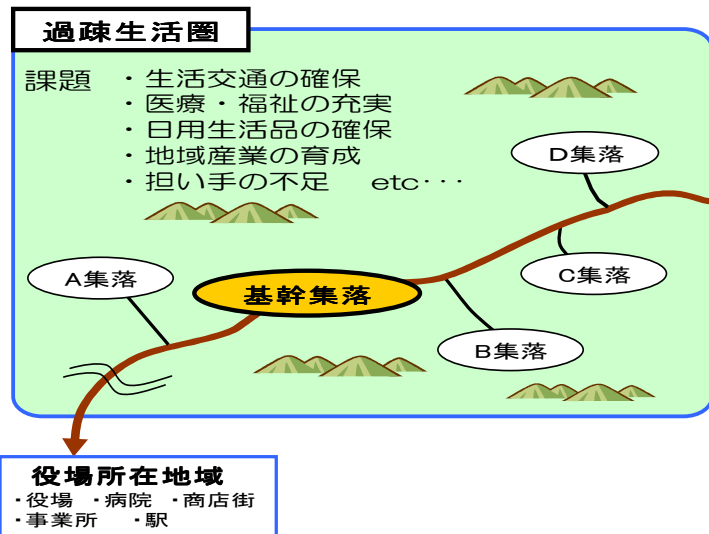 過疎生活圏
課題 ・生活交通の確保
・医療・福祉の充実
・日用生活品の確保
・地域産業の育成
・担い手の不足 etc…
D集落
A集落
C集落
基幹集落
B集落
役場所在地域
・役場 ・病院 ・商店街
・事業所 ・駅